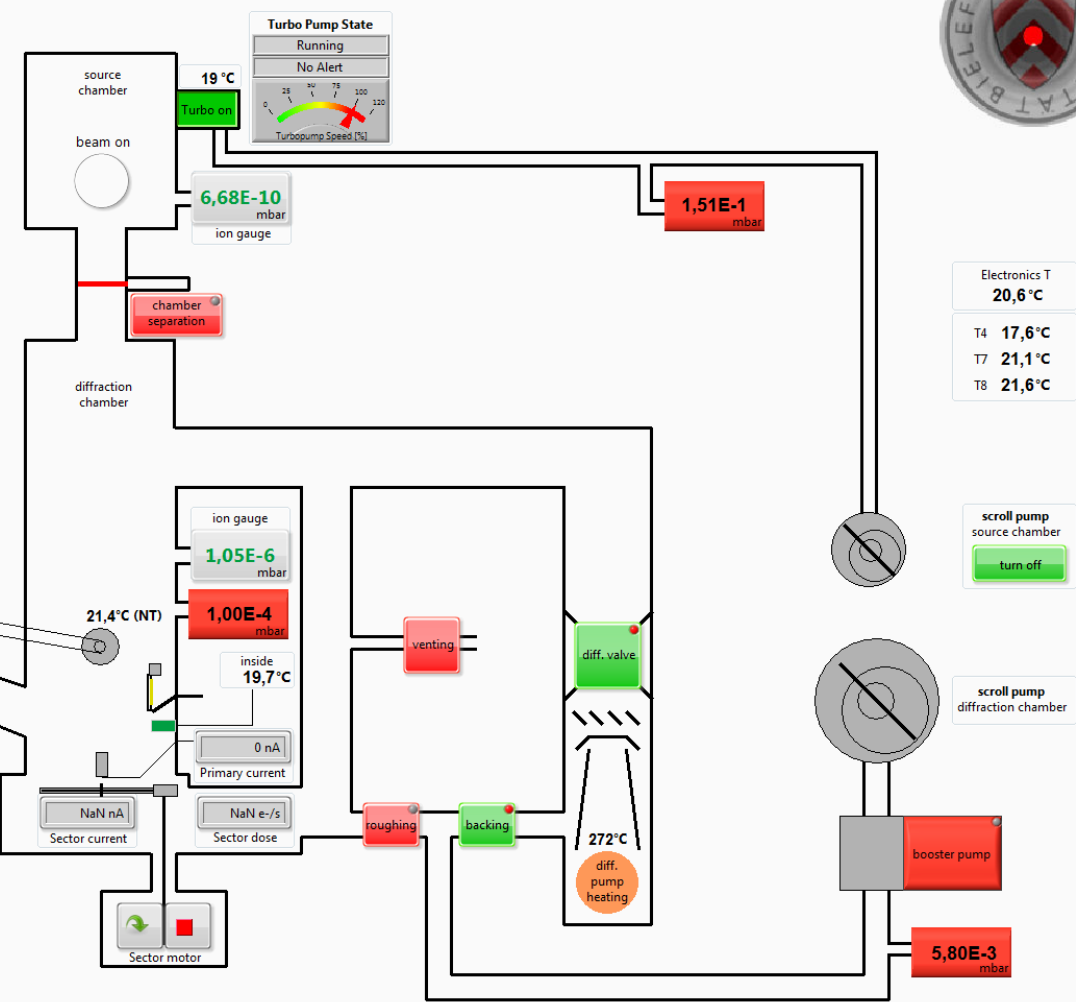 Turbo Pump State
Running
No Alert
0 25 50 75 100 120
Turbopump Speed [%]
source
chamber
19 °C
Turbo on
beam on
6,68E-10
mbar
ion gauge
1,51E-1
mbar
chamber
separation
Electronics T
20,6°C
T4 17,6°C
T7 21,1°C
T8 21,6°C
diffraction
chamber
ion gauge
1,05E-6
mbar
1,00E-4
mbar
21,4°C (NT)
inside
19,7°C
0 nA
Primary current
NaN nA
Sector current
NaN e-/s
Sector dose
Sector motor
venting
diff. valve
roughing
backing
272°C
diff.
pump
heating
scroll pump
source chamber
turn off
scroll pump
diffraction chamber
booster pump
5,80E-3
mbar
TÄT BIELEF